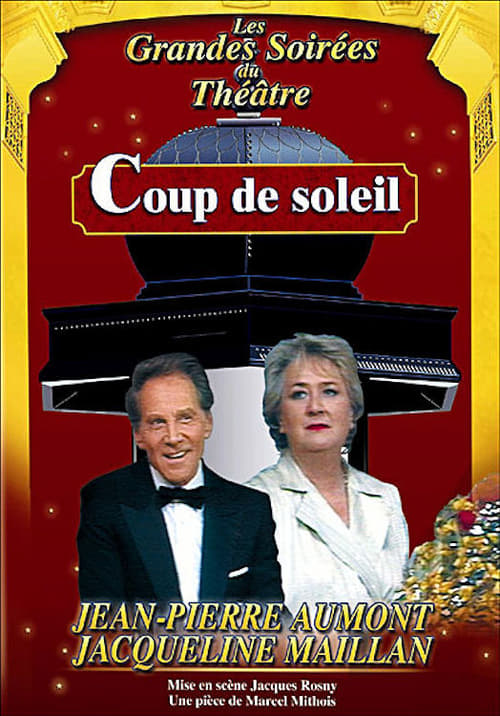 Les
Grandes Soirées
du
Théâtre
Coup de soleil
JEAN-PIERRE AUMONT
JACQUELINE MAILLAN
Mise en scène Jacques Rosny
Une pièce de Marcel Mithois